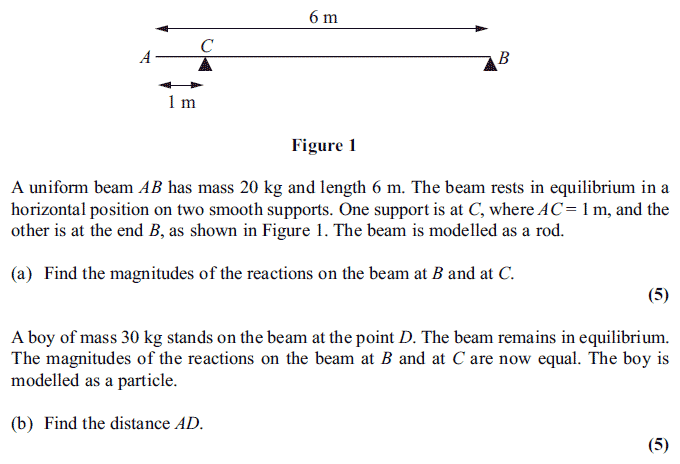 6 m
C
A
B
1 m
Figure 1
A uniform beam AB has mass 20 kg and length 6 m. The beam rests in equilibrium in a
horizontal position on two smooth supports. One support is at C, where AC = 1 m, and the
other is at the end B, as shown in Figure 1. The beam is modelled as a rod.
(a) Find the magnitudes of the reactions on the beam at B and at C.
(5)
A boy of mass 30 kg stands on the beam at the point D. The beam remains in equilibrium.
The magnitudes of the reactions on the beam at B and at C are now equal. The boy is
modelled as a particle.
(b) Find the distance AD.
(5)